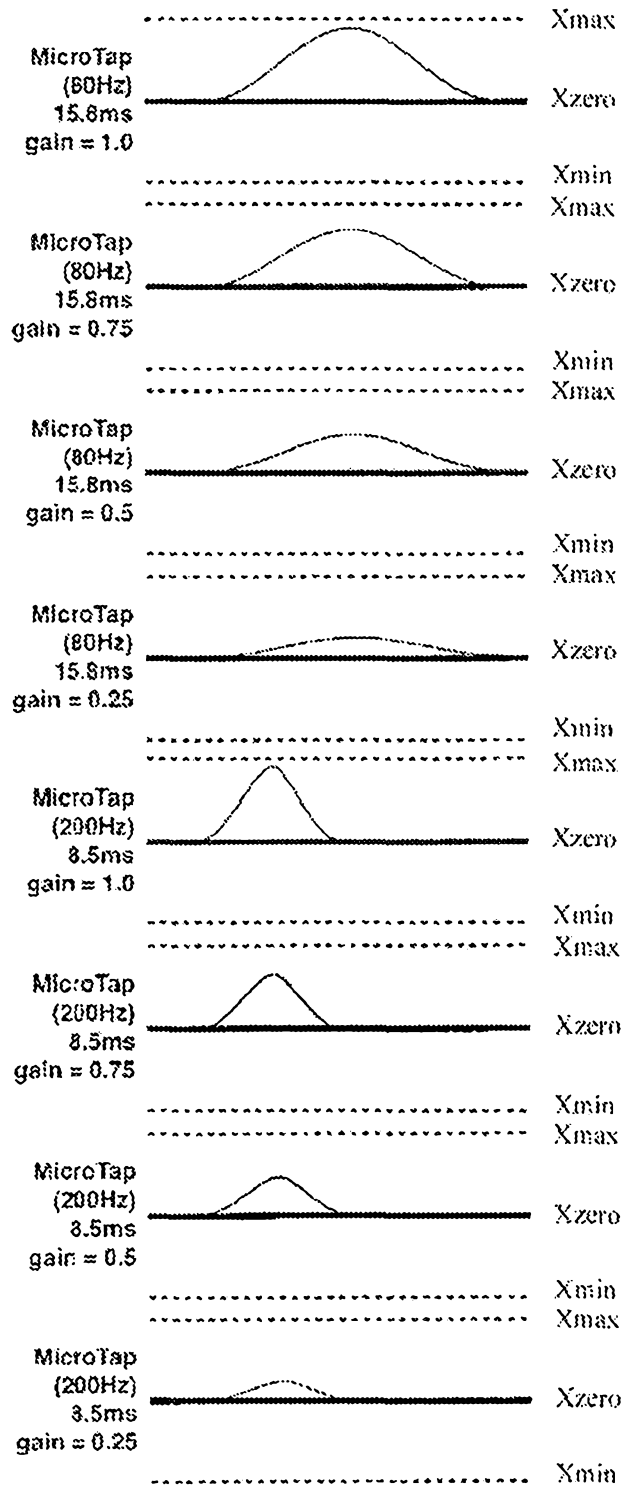 Xmax
MicroTap
(80Hz)
15.8ms
gain = 1.0
Xzero
Xmin
Xmax
MicroTap
(80Hz)
15.8ms
gain = 0.75
Xzero
Xmin
Xmax
MicroTap
(80Hz)
15.8ms
gain = 0.5
Xzero
Xmin
Xmax
MicroTap
(80Hz)
15.8ms
gain = 0.25
Xzero
Xmin
Xmax
MicroTap
(200Hz)
8.5ms
gain = 1.0
Xzero
Xmin
Xmax
MicroTap
(200Hz)
8.5ms
gain = 0.75
Xzero
Xmin
Xmax
MicroTap
(200Hz)
8.5ms
gain = 0.5
Xzero
Xmin
Xmax
MicroTap
(200Hz)
8.5ms
gain = 0.25
Xzero
Xmin